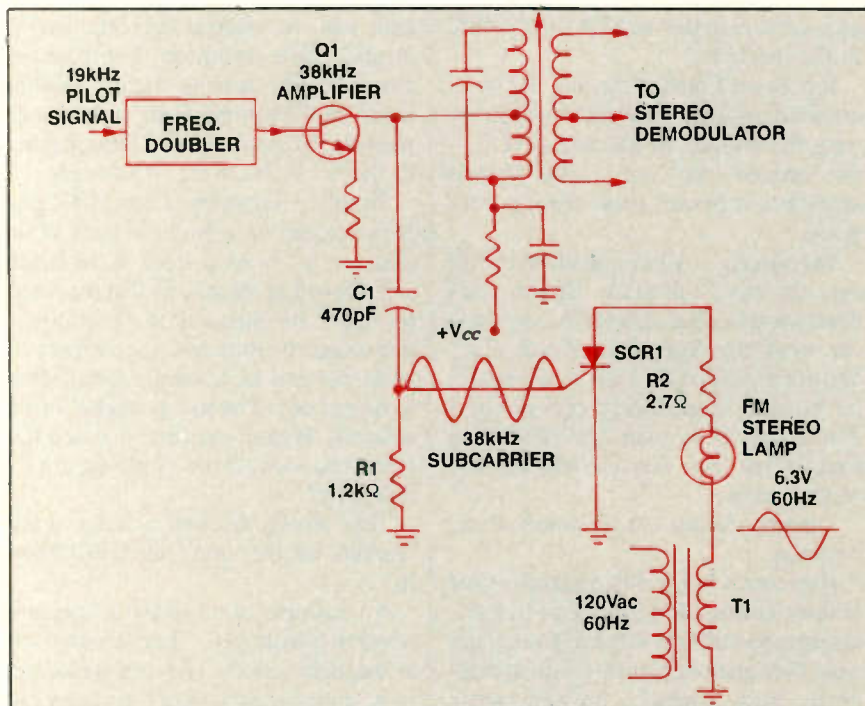 Q1
38kHz
AMPLIFIER
19kHz
PILOT
SIGNAL
FREQ.
DOUBLER
TO
STEREO
DEMODULATOR
C1
470pF
+VCC
SCR1
R2
2.7Ω
FM
STEREO
LAMP
38kHz
SUBCARRIER
R1
1.2kΩ
6.3V
60Hz
120Vac
60Hz
T1